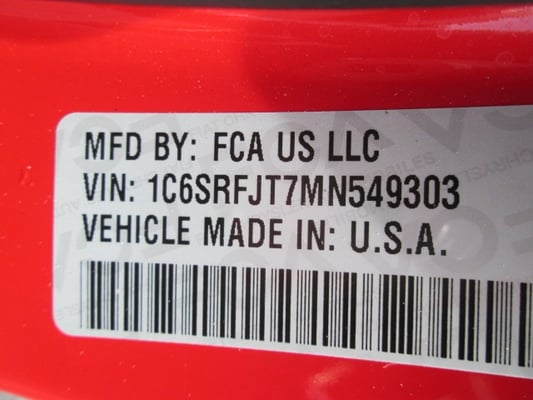 MFD BY: FCA US LLC
VIN: 1C6SRFJT7MN549303
VEHICLE MADE IN: U.S.A.